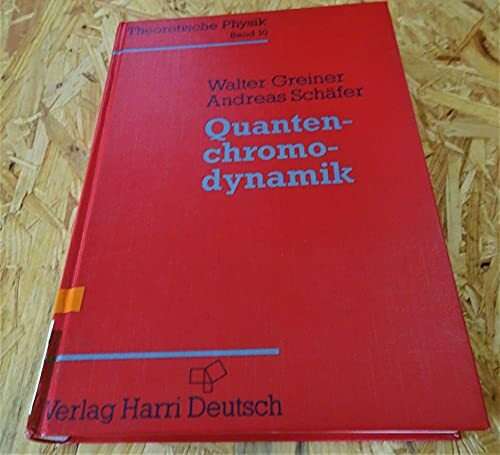 Theoretische Physik
Band 10
Walter Greiner
Andreas Schäfer
Quanten-
chromo-
dynamik
Verlag Harri Deutsch